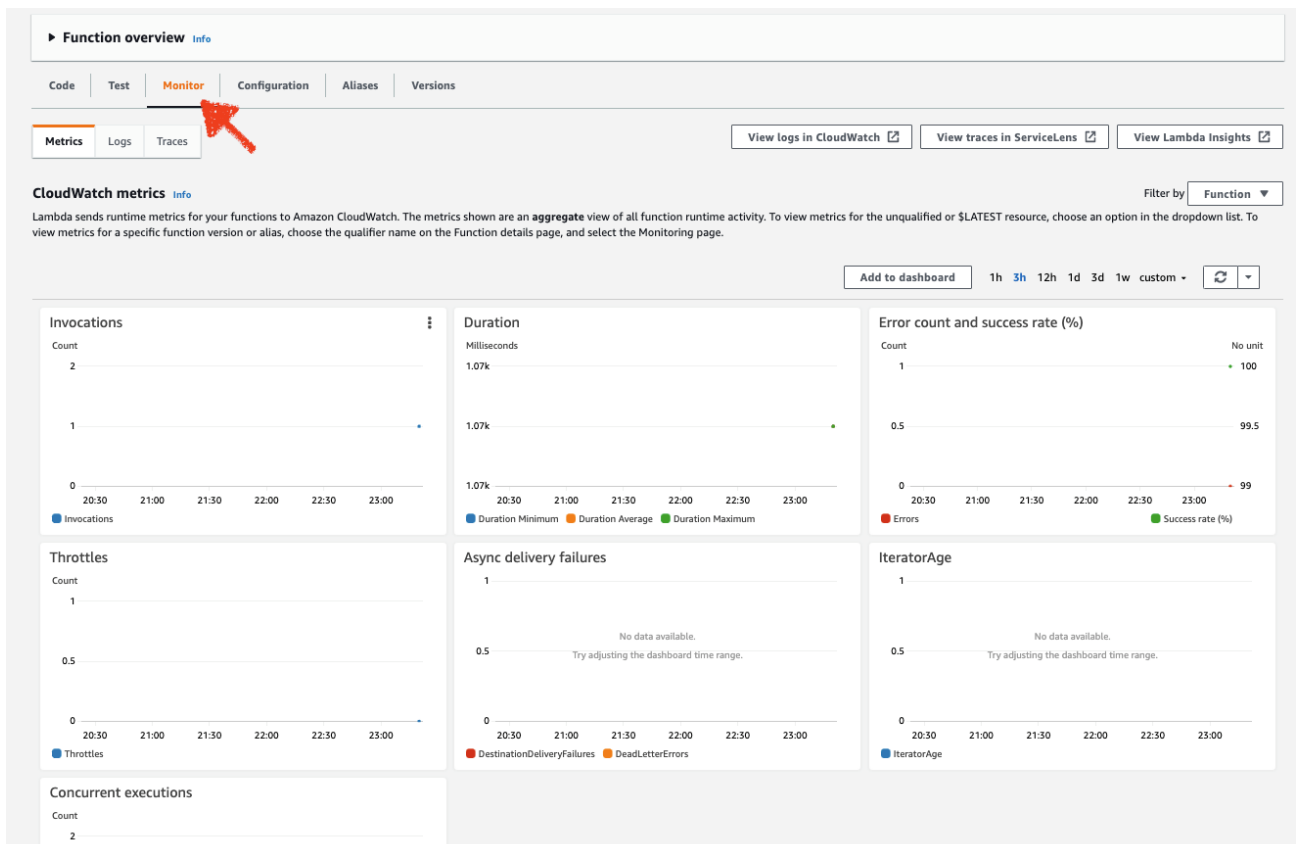 Function overview Info
Code Test Monitor Configuration Aliases Versions
Metrics Logs Traces View logs in CloudWatch View traces in ServiceLens View Lambda Insights
CloudWatch metrics Info Filter by Function
Lambda sends runtime metrics for your functions to Amazon CloudWatch. The metrics shown are an aggregate view of all function runtime activity. To view metrics for the unqualified or $LATEST resource, choose an option in the dropdown list. To
view metrics for a specific function version or alias, choose the qualifier name on the Function details page, and select the Monitoring page.
Add to dashboard 1h 3h 12h 1d 3d 1w custom
Invocations
Count
2
1
0
20:30 21:00 21:30 22:00 22:30 23:00
Invocations
Duration
Milliseconds
1.07k
1.07k
1.07k
20:30 21:00 21:30 22:00 22:30 23:00
Duration Minimum Duration Average Duration Maximum
Error count and success rate (%)
Count No unit
1 100
0.5 99.5
0 99
20:30 21:00 21:30 22:00 22:30 23:00
Errors Success rate (%)
Throttles
Count
1
0.5
0
20:30 21:00 21:30 22:00 22:30 23:00
Throttles
Async delivery failures
1
No data available.
0.5 Try adjusting the dashboard time range.
0
20:30 21:00 21:30 22:00 22:30 23:00
DestinationDeliveryFailures DeadLetterErrors
IteratorAge
1
No data available.
0.5 Try adjusting the dashboard time range.
0
20:30 21:00 21:30 22:00 22:30 23:00
IteratorAge
Concurrent executions
Count
2